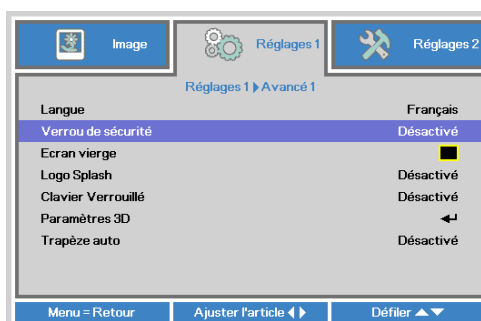 Image Réglages 1 Réglages 2
Réglages 1 Avancé 1
Langue Français
Verrou de sécurité Désactivé
Ecran vierge
Logo Splash Désactivé
Clavier Verrouillé Désactivé
Paramètres 3D
Trapèze auto Désactivé
Menu = Retour Ajuster l'article Défiler